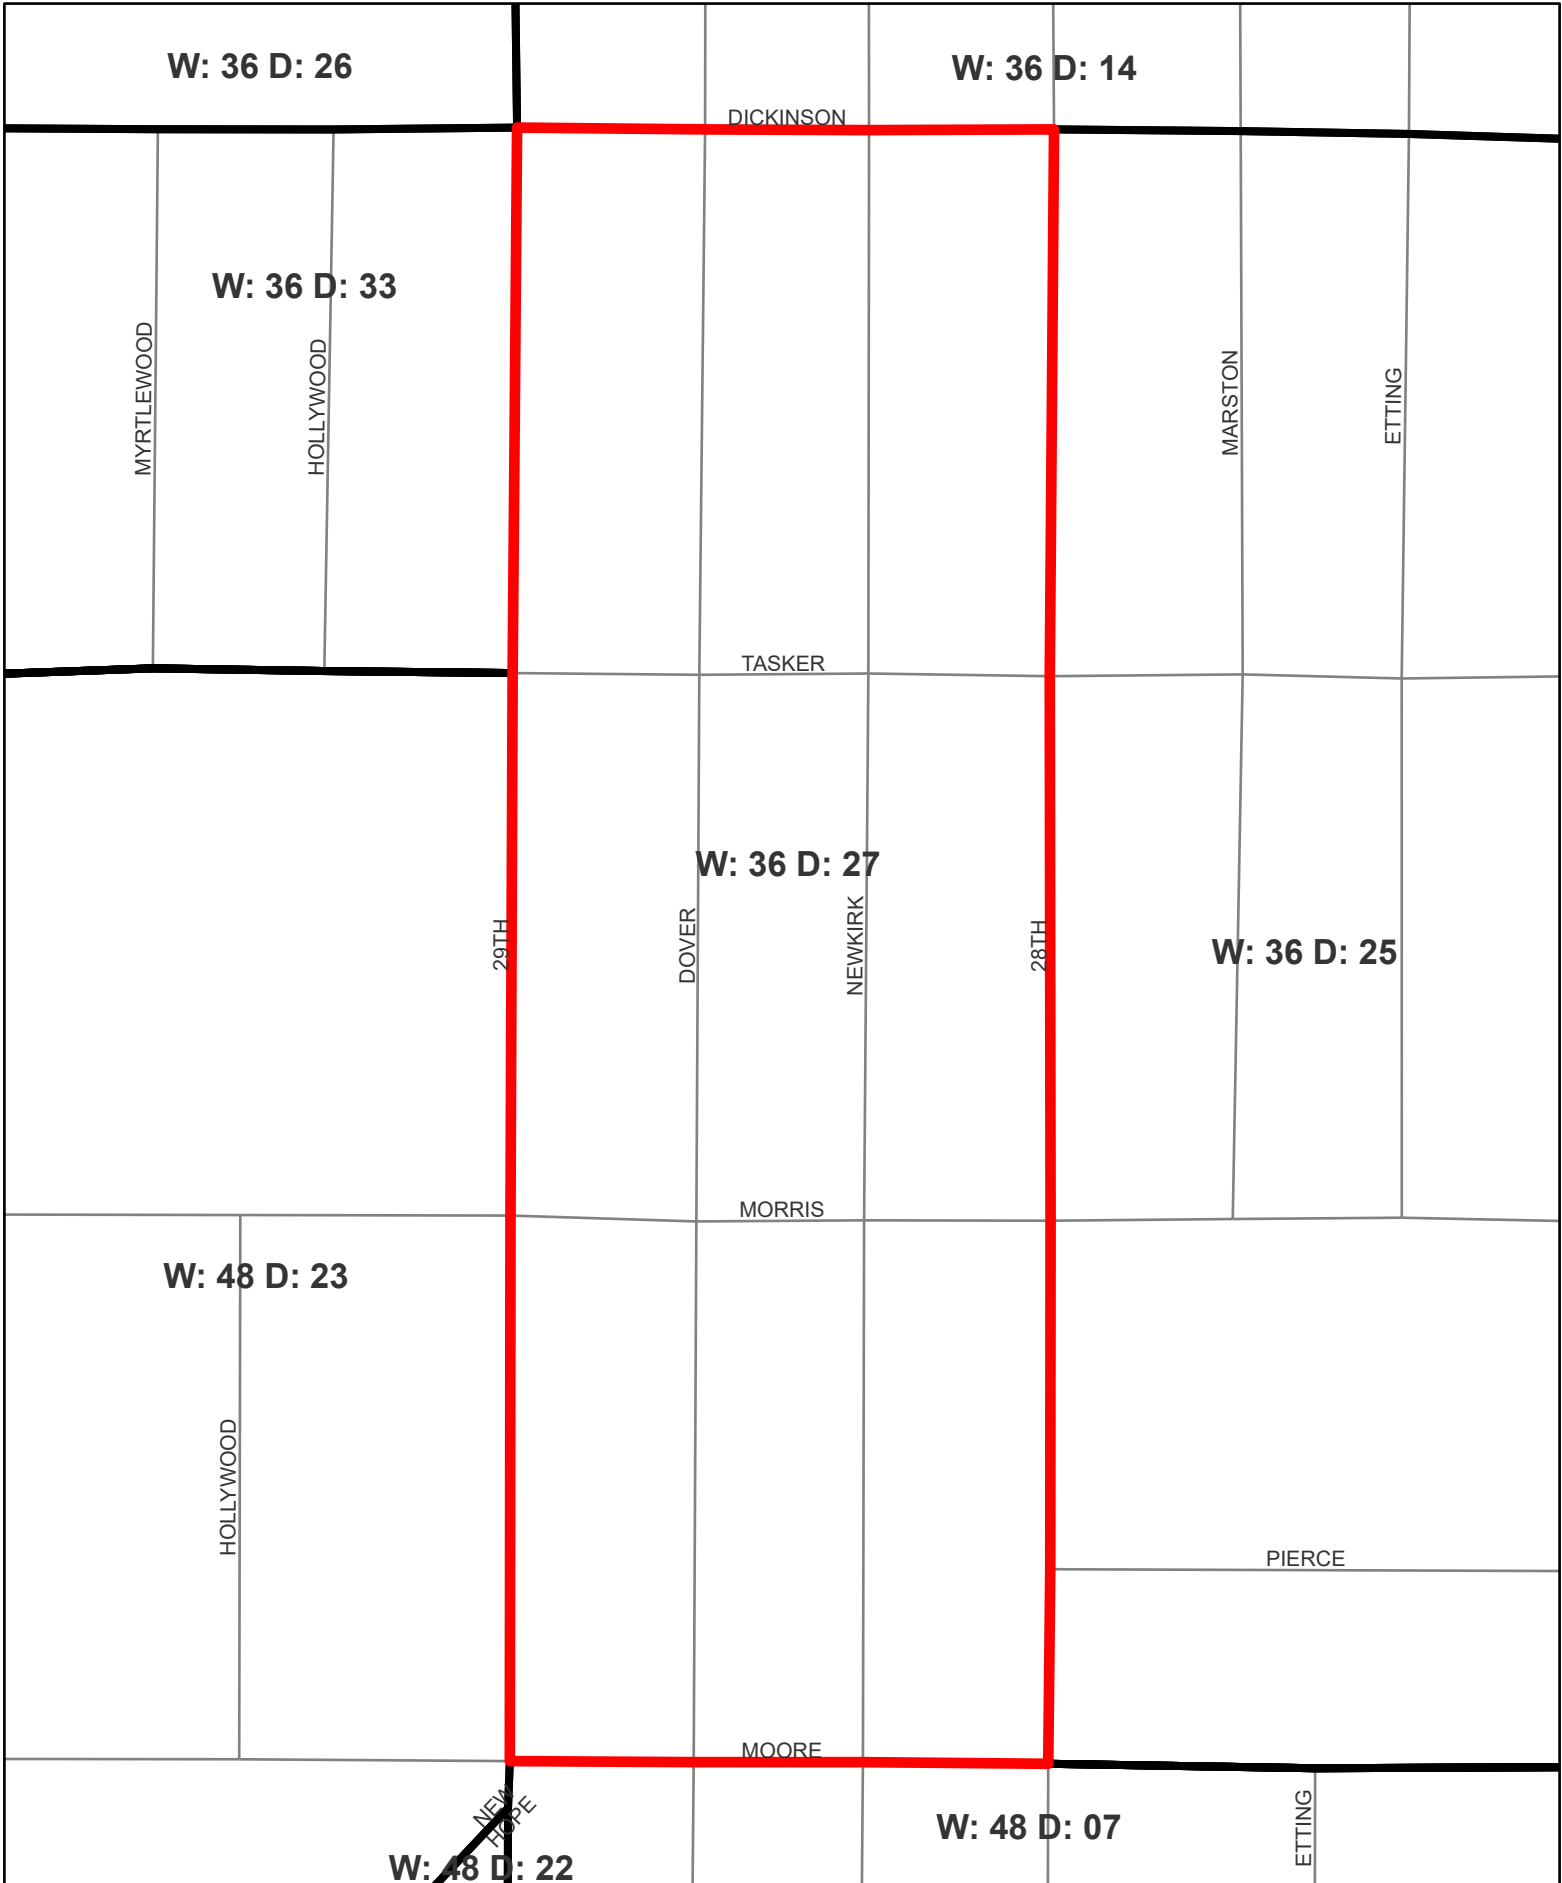 W: 36 D: 26
W: 36 D: 14
DICKINSON
W: 36 D: 33
MYRTLEWOOD
HOLLYWOOD
MARSTON
ETTING
TASKER
W: 36 D: 27
29TH
DOVER
NEWKIRK
28TH
W: 36 D: 25
MORRIS
W: 48 D: 23
HOLLYWOOD
PIERCE
MOORE
NEW
HOPE
W: 48 D: 07
ETTING
W: 48 D: 22